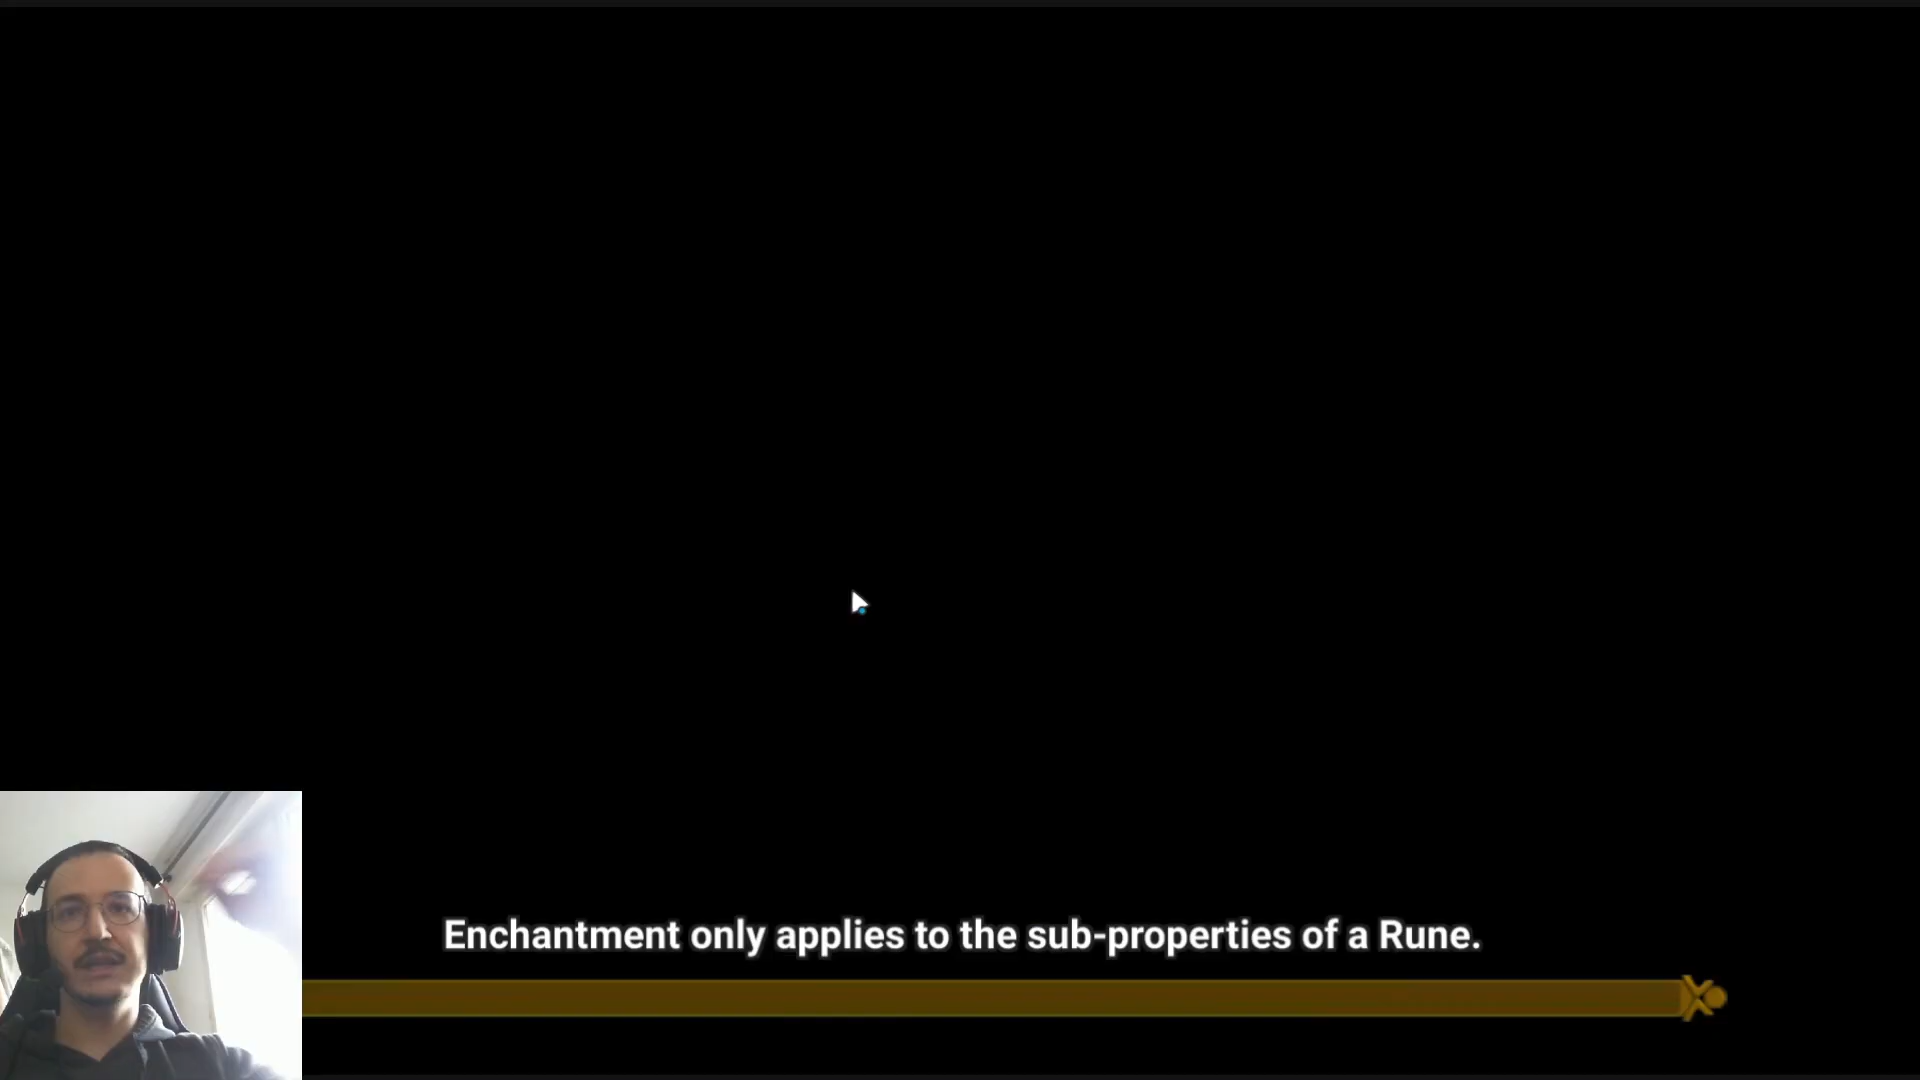 Enchantment only applies to the sub-properties of a Rune.